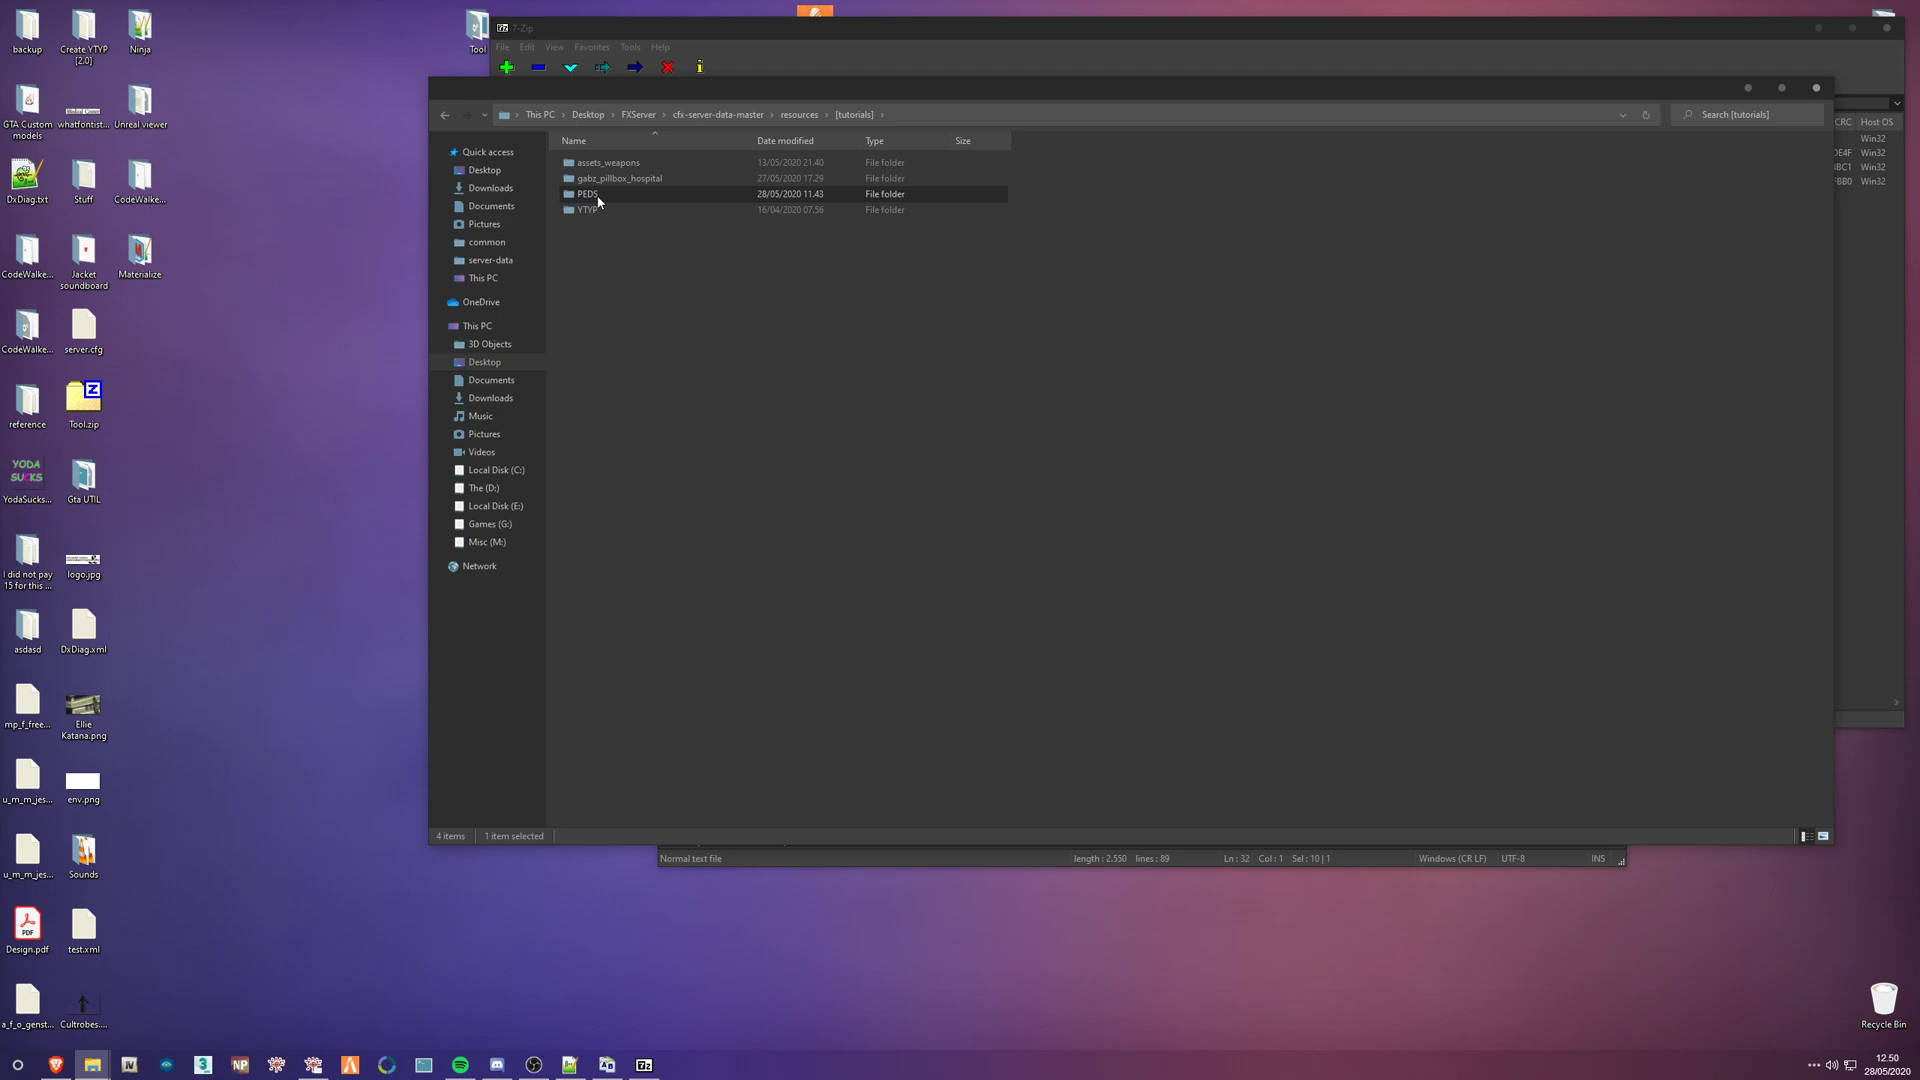 7-Zip
File Edit View Favorites Tools Help
This PC Desktop FXServer cfx-server-data-master resources [tutorials]
Search [tutorials]
Name Date modified Type Size
assets_weapons 13/05/2020 21.40 File folder
gabz_pillbox_hospital 27/05/2020 17.29 File folder
PEDS 28/05/2020 11.43 File folder
YTYP 16/04/2020 07.56 File folder
Quick access
Desktop
Downloads
Documents
Pictures
common
server-data
This PC
OneDrive
This PC
3D Objects
Desktop
Documents
Downloads
Music
Pictures
Videos
Local Disk (C:)
The (D:)
Local Disk (E:)
Games (G:)
Misc (M:)
Network
4 items 1 item selected
CRC Host OS
Win32
DE4F Win32
BBC1 Win32
FBB0 Win32
Normal text file length : 2.550 lines : 89 Ln : 32 Col : 1 Sel : 10 | 1 Windows (CR LF) UTF-8 INS
backup
Create YTYP [2.0]
Ninja
Tool
GTA Custom models
whatfontist...
Unreal viewer
DxDiag.txt
Stuff
CodeWalke...
CodeWalke...
Jacket soundboard
Materialize
CodeWalke...
server.cfg
reference
Tool.zip
YODA SUCKS
YodaSucks...
Gta UTIL
I did not pay 15 for this ...
logo.jpg
asdasd
DxDiag.xml
mp_f_free...
Ellie Katana.png
u_m_m_jes...
env.png
u_m_m_jes...
Sounds
Design.pdf
test.xml
a_f_o_genst...
Cultrobes....
Recycle Bin
12.50
28/05/2020